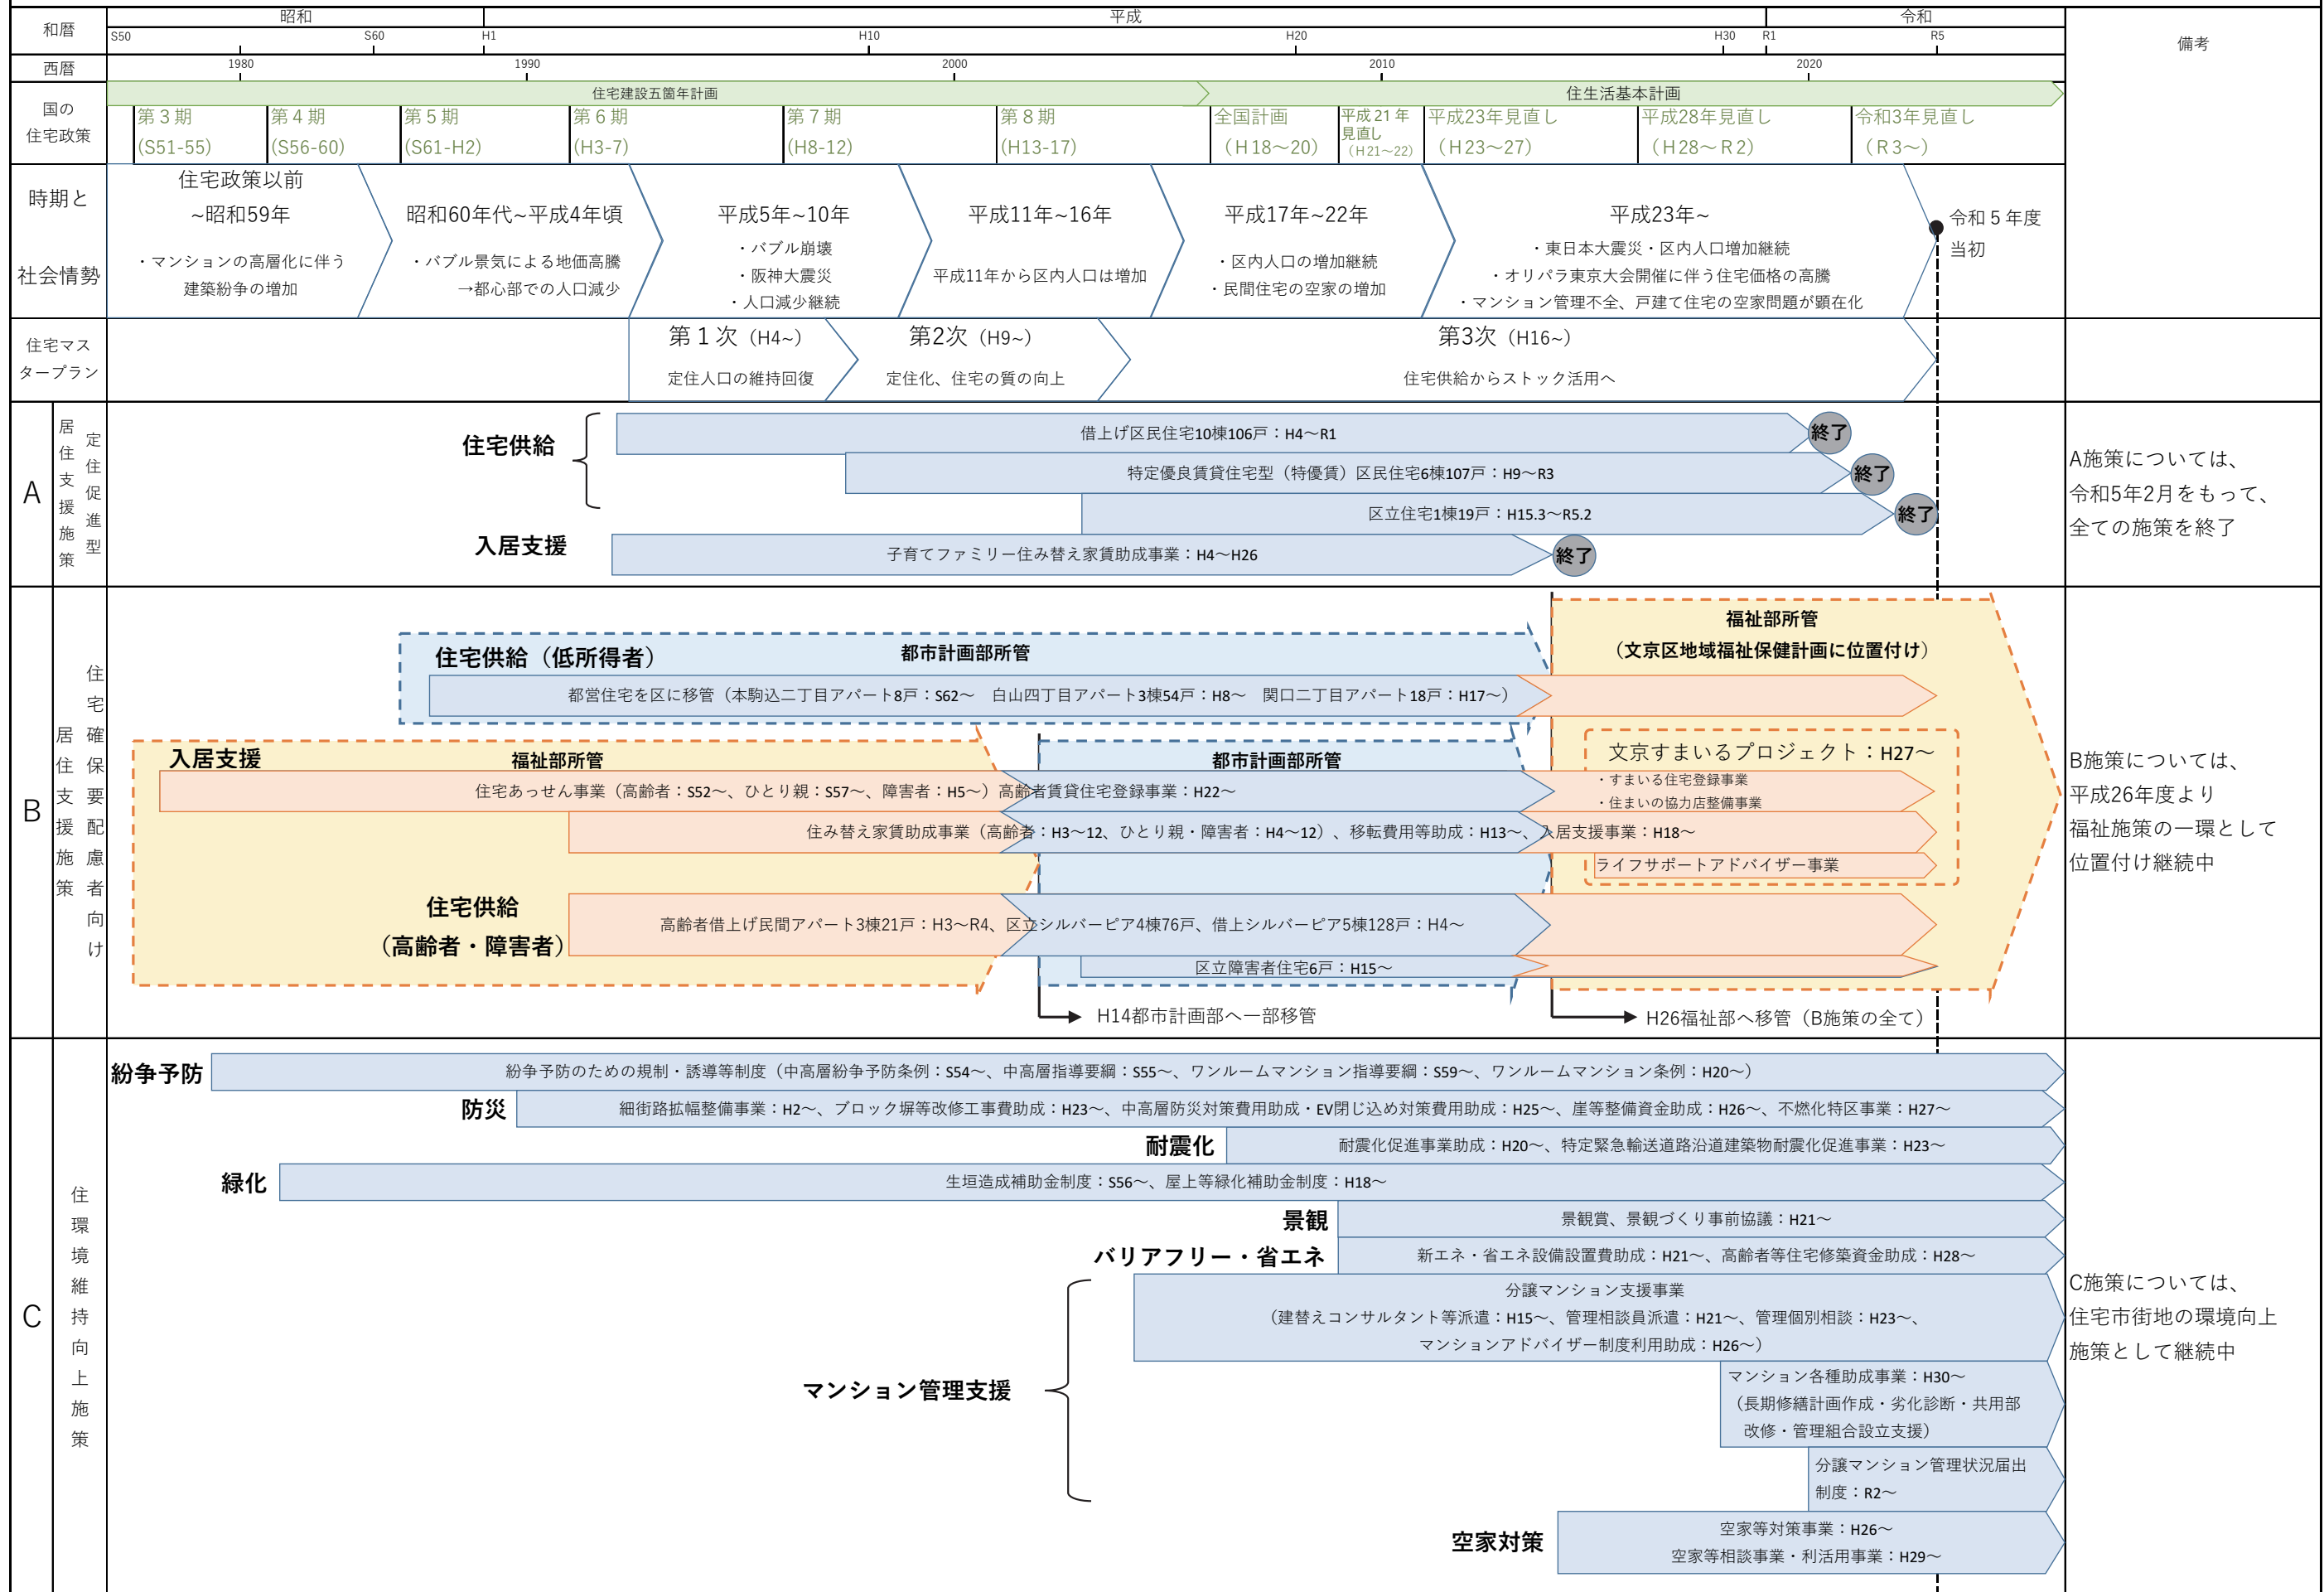 和暦
昭和
平成
令和
備考
S50
S60
H1
H10
H20
H30
R1
R5
西暦
1980
1990
2000
2010
2020
国の
住宅政策
住宅建設五箇年計画
住生活基本計画
第３期
(S51-55)
第４期
(S56-60)
第５期
(S61-H2)
第６期
(H3-7)
第７期
(H8-12)
第８期
(H13-17)
全国計画
（Ｈ18～20）
平成 21 年
見直し
（Ｈ21～22）
平成23年見直し
（Ｈ23～27）
平成28年見直し
（Ｈ28～Ｒ2）
令和3年見直し
（Ｒ3～）
時期と
社会情勢
住宅政策以前
~昭和59年
・マンションの高層化に伴う
建築紛争の増加
昭和60年代~平成4年頃
・バブル景気による地価高騰
→都心部での人口減少
平成5年~10年
・バブル崩壊
・阪神大震災
・人口減少継続
平成11年~16年
平成11年から区内人口は増加
平成17年~22年
・区内人口の増加継続
・民間住宅の空家の増加
平成23年~
・東日本大震災・区内人口増加継続
・オリパラ東京大会開催に伴う住宅価格の高騰
・マンション管理不全、戸建て住宅の空家問題が顕在化
令和５年度
当初
住宅マス
タープラン
第１次（H4~）
定住人口の維持回復
第2次（H9~）
定住化、住宅の質の向上
第3次（H16~）
住宅供給からストック活用へ
A
定住促進型
居住支援施策
住宅供給
借上げ区民住宅10棟106戸：H4～R1
終了
特定優良賃貸住宅型（特優賃）区民住宅6棟107戸：H9～R3
終了
区立住宅1棟19戸：H15.3～R5.2
終了
入居支援
子育てファミリー住み替え家賃助成事業：H4～H26
終了
A施策については、
令和5年2月をもって、
全ての施策を終了
B
住宅確保要配慮者向け
居住支援施策
住宅供給（低所得者）
都市計画部所管
都営住宅を区に移管（本駒込二丁目アパート8戸：S62～　白山四丁目アパート3棟54戸：H8～　関口二丁目アパート18戸：H17～）
福祉部所管
（文京区地域福祉保健計画に位置付け）
入居支援
福祉部所管
都市計画部所管
住宅あっせん事業（高齢者：S52～、ひとり親：S57～、障害者：H5～）高齢者賃貸住宅登録事業：H22～
住み替え家賃助成事業（高齢者：H3～12、ひとり親・障害者：H4～12）、移転費用等助成：H13～、入居支援事業：H18～
文京すまいるプロジェクト：H27～
・すまいる住宅登録事業
・住まいの協力店整備事業
ライフサポートアドバイザー事業
住宅供給
（高齢者・障害者）
高齢者借上げ民間アパート3棟21戸：H3～R4、区立シルバーピア4棟76戸、借上シルバーピア5棟128戸：H4～
区立障害者住宅6戸：H15～
H14都市計画部へ一部移管
H26福祉部へ移管（B施策の全て）
B施策については、
平成26年度より
福祉施策の一環として
位置付け継続中
C
住環境維持向上施策
紛争予防
紛争予防のための規制・誘導等制度（中高層紛争予防条例：S54～、中高層指導要綱：S55～、ワンルームマンション指導要綱：S59～、ワンルームマンション条例：H20～）
防災
細街路拡幅整備事業：H2～、ブロック塀等改修工事費助成：H23～、中高層防災対策費用助成・EV閉じ込め対策費用助成：H25～、崖等整備資金助成：H26～、不燃化特区事業：H27～
耐震化
耐震化促進事業助成：H20～、特定緊急輸送道路沿道建築物耐震化促進事業：H23～
緑化
生垣造成補助金制度：S56～、屋上等緑化補助金制度：H18～
景観
景観賞、景観づくり事前協議：H21～
バリアフリー・省エネ
新エネ・省エネ設備設置費助成：H21～、高齢者等住宅修築資金助成：H28～
マンション管理支援
分譲マンション支援事業
（建替えコンサルタント等派遣：H15～、管理相談員派遣：H21～、管理個別相談：H23～、
マンションアドバイザー制度利用助成：H26～）
マンション各種助成事業：H30～
（長期修繕計画作成・劣化診断・共用部
改修・管理組合設立支援）
分譲マンション管理状況届出
制度：R2～
空家対策
空家等対策事業：H26～
空家等相談事業・利活用事業：H29～
C施策については、
住宅市街地の環境向上
施策として継続中